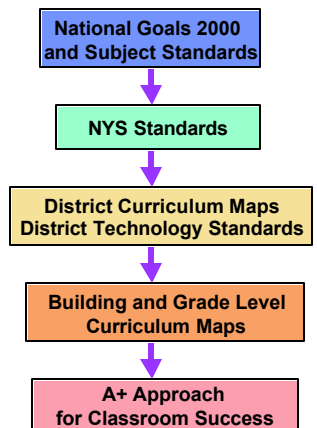 National Goals 2000
and Subject Standards
NYS Standards
District Curriculum Maps
District Technology Standards
Building and Grade Level
Curriculum Maps
A+ Approach
for Classroom Success